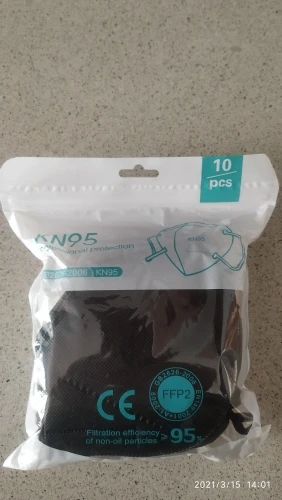 10
pcs
KN95
KN95
KN95
GB2626-2006
FFP2
CE
Filtration efficiency
of non-oil particles ≥95%
2021/3/15 14:01